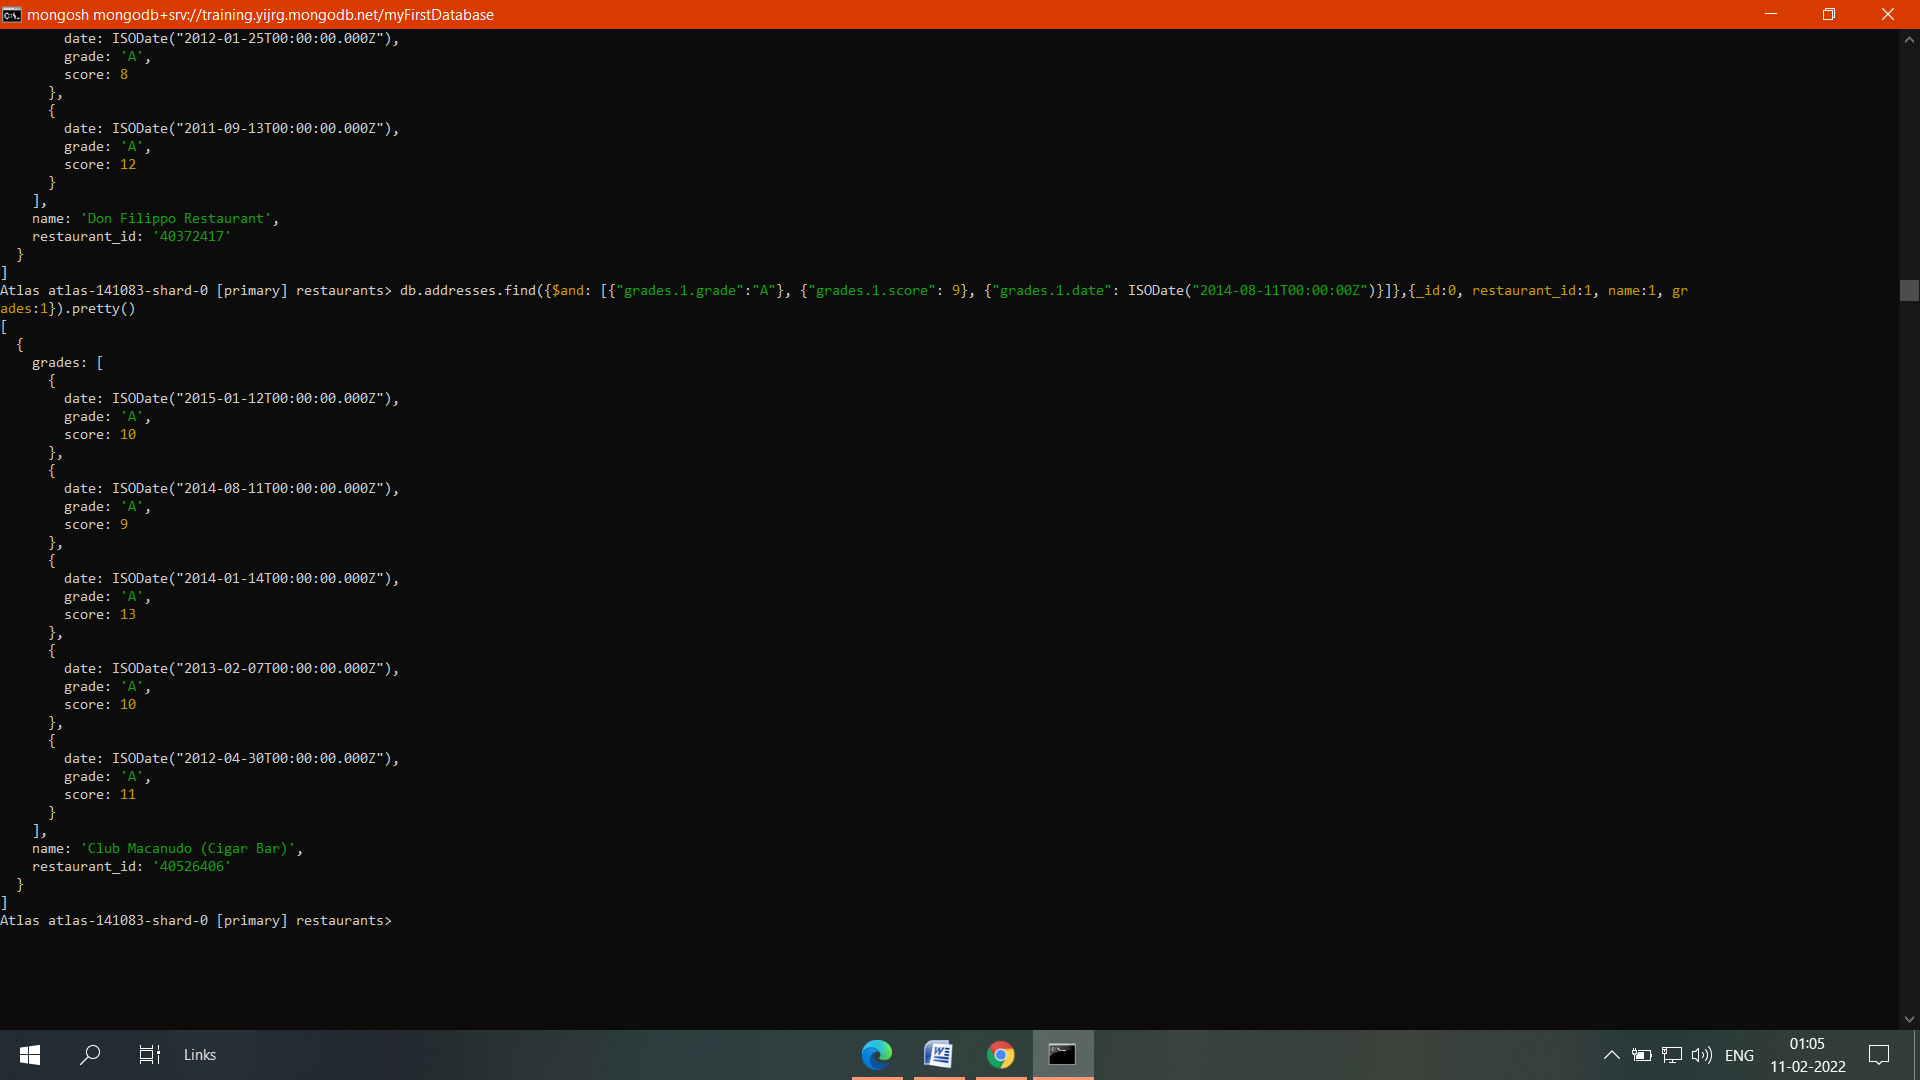 mongosh mongodb+srv://training.yijrg.mongodb.net/myFirstDatabase
      date: ISODate("2012-01-25T00:00:00.000Z"),
        grade: 'A',
        score: 8
      },
      {
        date: ISODate("2011-09-13T00:00:00.000Z"),
        grade: 'A',
        score: 12
      }
    ],
    name: 'Don Filippo Restaurant',
    restaurant_id: '40372417'
  }
]
Atlas atlas-141083-shard-0 [primary] restaurants> db.addresses.find({$and: [{"grades.1.grade":"A"}, {"grades.1.score": 9}, {"grades.1.date": ISODate("2014-08-11T00:00:00Z")}]},{_id:0, restaurant_id:1, name:1, gr
ades:1}).pretty()
[
  {
    grades: [
      {
        date: ISODate("2015-01-12T00:00:00.000Z"),
        grade: 'A',
        score: 10
      },
      {
        date: ISODate("2014-08-11T00:00:00.000Z"),
        grade: 'A',
        score: 9
      },
      {
        date: ISODate("2014-01-14T00:00:00.000Z"),
        grade: 'A',
        score: 13
      },
      {
        date: ISODate("2013-02-07T00:00:00.000Z"),
        grade: 'A',
        score: 10
      },
      {
        date: ISODate("2012-04-30T00:00:00.000Z"),
        grade: 'A',
        score: 11
      }
    ],
    name: 'Club Macanudo (Cigar Bar)',
    restaurant_id: '40526406'
  }
]
Atlas atlas-141083-shard-0 [primary] restaurants>
Links
ENG
01:05
11-02-2022